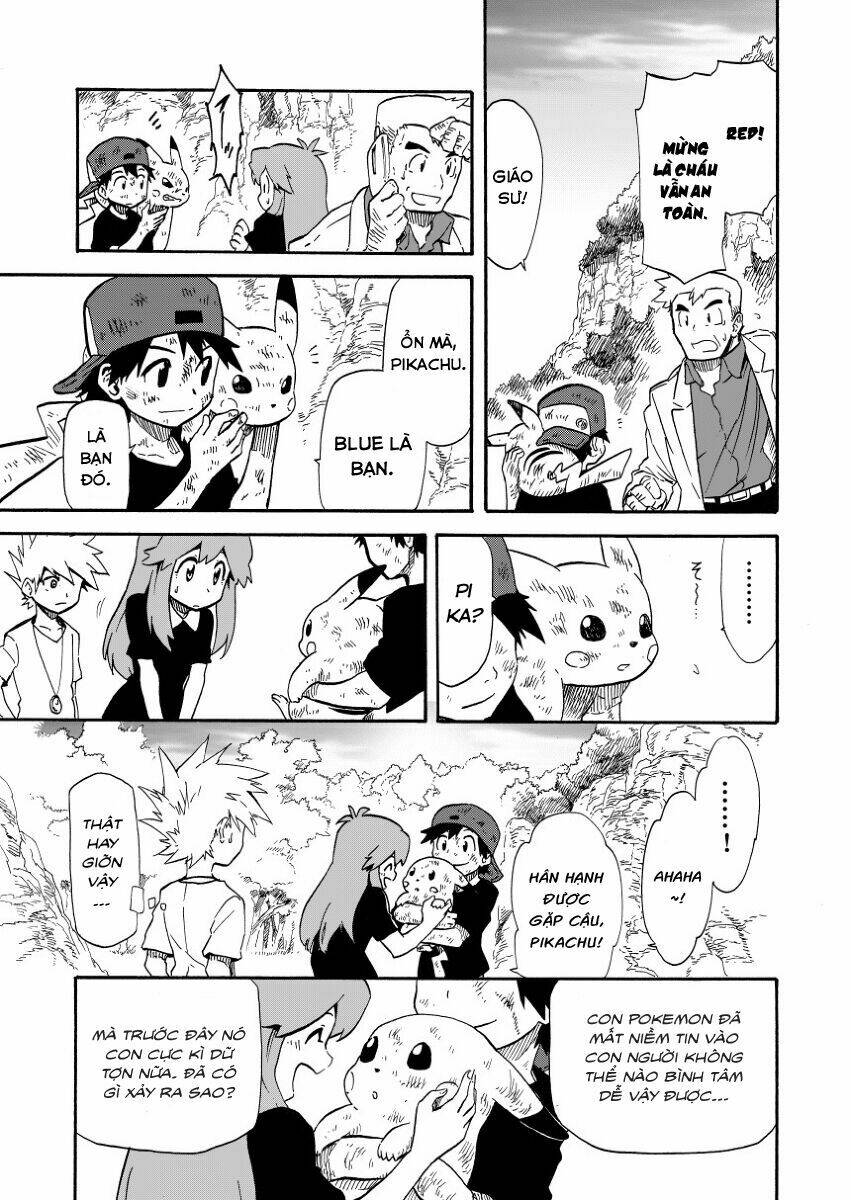 RED!
MỪNG
LÀ CHÁU
VẪN AN
TOÀN.
GIÁO
SƯ!
ỔN MÀ,
PIKACHU.
BLUE LÀ
BẠN.
LÀ
BẠN ĐÓ.
PI
KA?
.........
.......!
AHAHA
~!
HÂN HẠNH
ĐƯỢC
GẶP CẬU,
PIKACHU!
THẬT
HAY
GIỠN
VẬY
...
CON POKEMON ĐÃ
MẤT NIỀM TIN VÀO
CON NGƯỜI KHÔNG
THỂ NÀO BÌNH TÂM
DỄ VẬY ĐƯỢC...
MÀ TRƯỚC ĐÂY NÓ
CÒN CỰC KÌ DỮ
TỢN NỮA. ĐÃ CÓ
GÌ XẢY RA SAO?